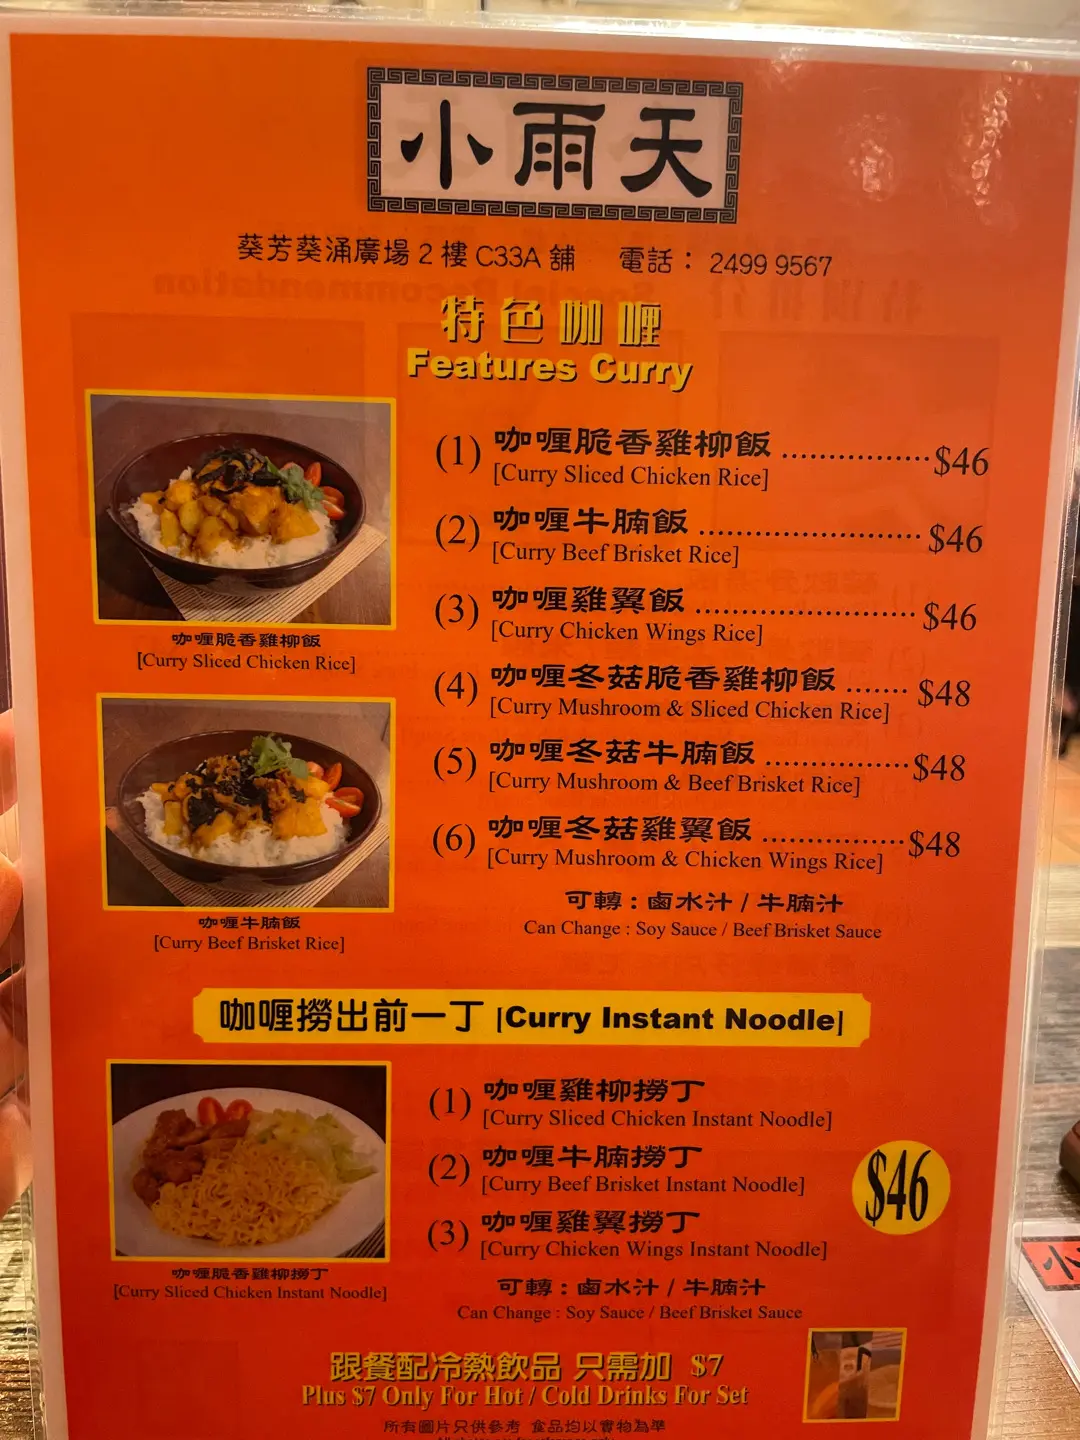 小雨天
葵芳葵涌廣場 2 樓 C33A 舖 電話： 2499 9567
特色咖喱
Features Curry
(1) 咖喱脆香雞柳飯 ................ $46
[Curry Sliced Chicken Rice]
(2) 咖喱牛腩飯 ........................ $46
[Curry Beef Brisket Rice]
(3) 咖喱雞翼飯 ........................ $46
[Curry Chicken Wings Rice]
(4) 咖喱冬菇脆香雞柳飯 ....... $48
[Curry Mushroom & Sliced Chicken Rice]
(5) 咖喱冬菇牛腩飯 ................ $48
[Curry Mushroom & Beef Brisket Rice]
(6) 咖喱冬菇雞翼飯 ................ $48
[Curry Mushroom & Chicken Wings Rice]
可轉 : 鹵水汁 / 牛腩汁
Can Change : Soy Sauce / Beef Brisket Sauce
咖喱脆香雞柳飯
[Curry Sliced Chicken Rice]
咖喱牛腩飯
[Curry Beef Brisket Rice]
咖喱撈出前一丁 [Curry Instant Noodle]
(1) 咖喱雞柳撈丁
[Curry Sliced Chicken Instant Noodle]
(2) 咖喱牛腩撈丁
[Curry Beef Brisket Instant Noodle]
(3) 咖喱雞翼撈丁
[Curry Chicken Wings Instant Noodle]
$46
可轉 : 鹵水汁 / 牛腩汁
Can Change : Soy Sauce / Beef Brisket Sauce
咖喱脆香雞柳撈丁
[Curry Sliced Chicken Instant Noodle]
跟餐配冷熱飲品 只需加 $7
Plus $7 Only For Hot / Cold Drinks For Set
所有圖片只供參考 食品均以實物為準